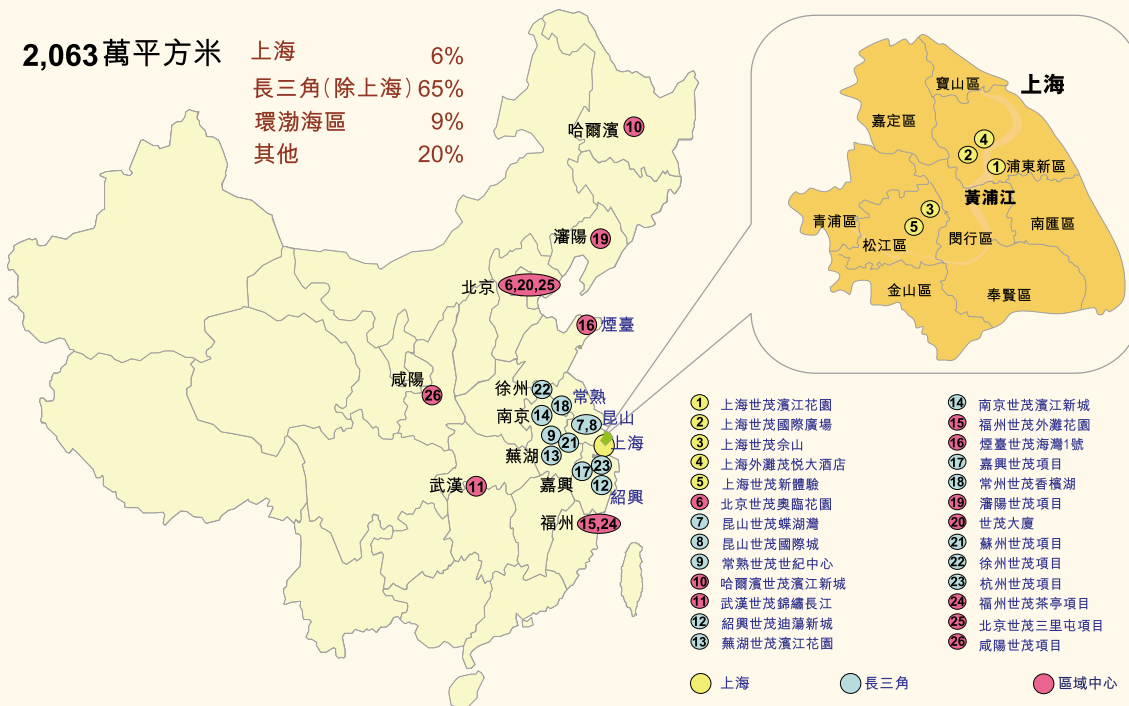 2,063萬平方米
上海 6%
長三角(除上海) 65%
環渤海區 9%
其他 20%
哈爾濱 10
瀋陽 19
北京 6,20,25
16 煙臺
咸陽
26
徐州 22
18 常熟
南京 14
7,8 昆山
9
21
上海
蕪湖 13
17
23
嘉興
12
紹興
武漢 11
福州 15,24
上海
寶山區
嘉定區
4
2
1 浦東新區
黃浦江
3
5
青浦區
松江區
閔行區
南匯區
金山區
奉賢區
1 上海世茂濱江花園
2 上海世茂國際廣場
3 上海世茂佘山
4 上海外灘茂悦大酒店
5 上海世茂新體驗
6 北京世茂奧臨花園
7 昆山世茂蝶湖灣
8 昆山世茂國際城
9 常熟世茂世紀中心
10 哈爾濱世茂濱江新城
11 武漢世茂錦繡長江
12 紹興世茂迪蕩新城
13 蕪湖世茂濱江花園
14 南京世茂濱江新城
15 福州世茂外灘花園
16 煙臺世茂海灣1號
17 嘉興世茂項目
18 常州世茂香檳湖
19 瀋陽世茂項目
20 世茂大廈
21 蘇州世茂項目
22 徐州世茂項目
23 杭州世茂項目
24 福州世茂茶亭項目
25 北京世茂三里屯項目
26 咸陽世茂項目
上海
長三角
區域中心